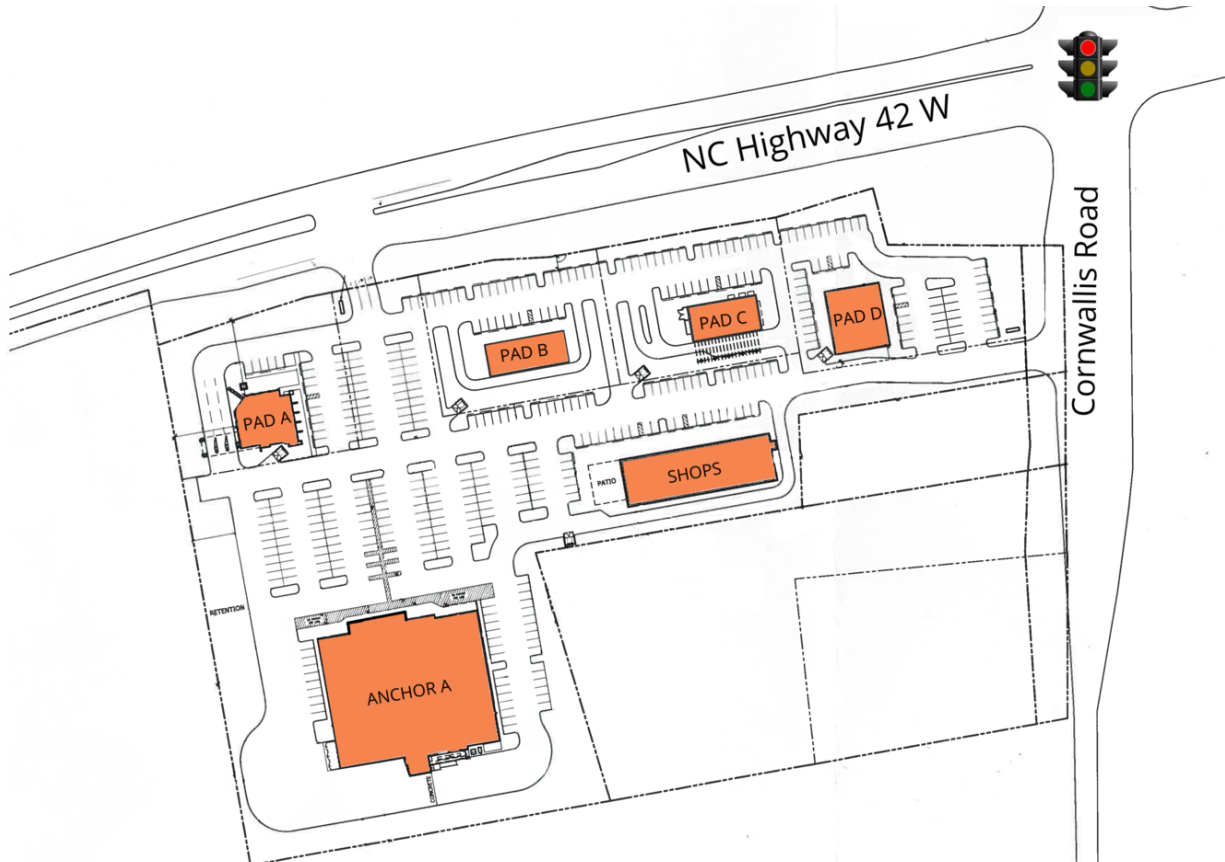 NC Highway 42 W
Cornwallis Road
PAD C
PAD D
PAD B
PAD A
SHOPS
PATIO
RETENTION
ANCHOR A
CONCRETE